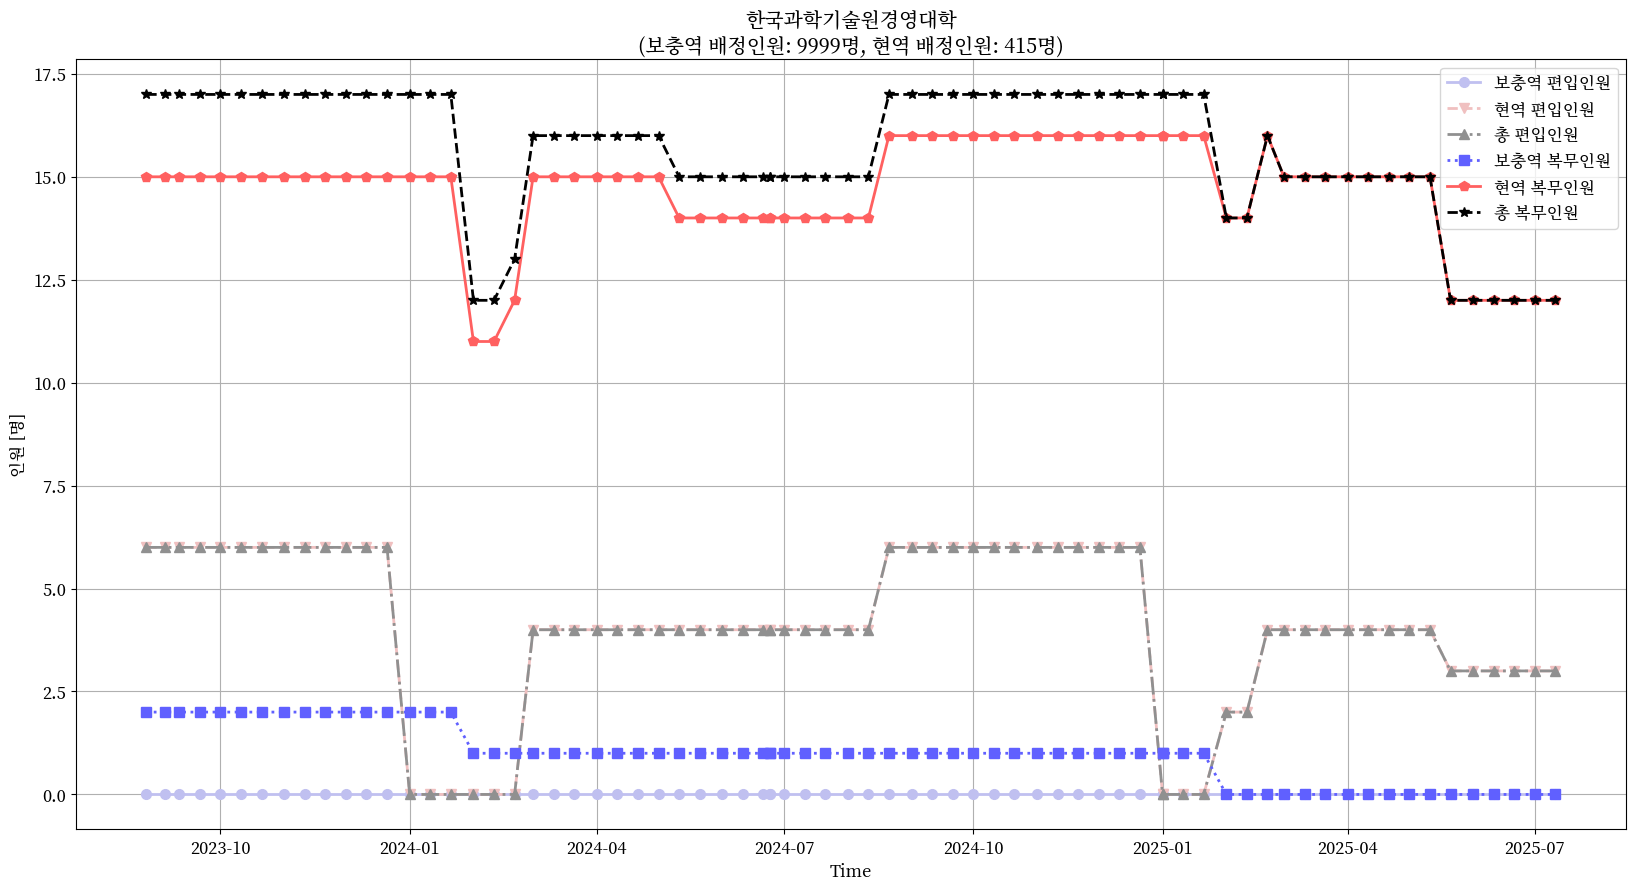 한국과학기술원경영대학
(보충역 배정인원: 9999명, 현역 배정인원: 415명)
17.5
15.0
12.5
10.0
7.5
5.0
2.5
0.0
인원 [명]
보충역 편입인원
현역 편입인원
총 편입인원
보충역 복무인원
현역 복무인원
총 복무인원
2023-10
2024-01
2024-04
2024-07
2024-10
2025-01
2025-04
2025-07
Time